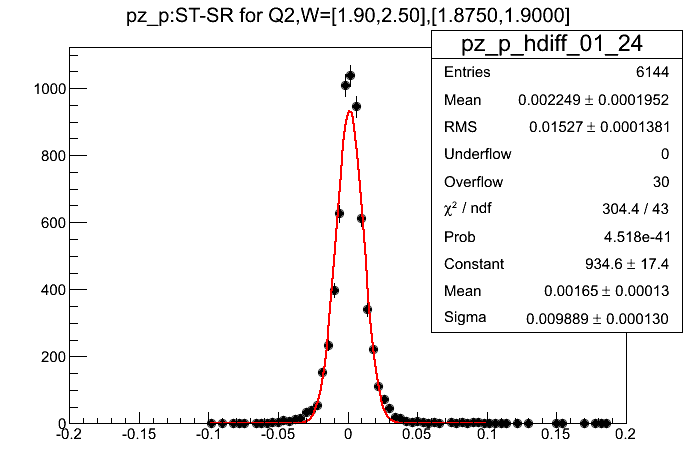 pz_p:ST-SR for Q2,W=[1.90,2.50],[1.8750,1.9000]
pz_p_hdiff_01_24
Entries 6144
Mean 0.002249 ± 0.0001952
RMS 0.01527 ± 0.0001381
Underflow 0
Overflow 30
χ² / ndf 304.4 / 43
Prob 4.518e-41
Constant 934.6 ± 17.4
Mean 0.00165 ± 0.00013
Sigma 0.009889 ± 0.000130
1000
800
600
400
200
0
-0.2 -0.15 -0.1 -0.05 0 0.05 0.1 0.15 0.2